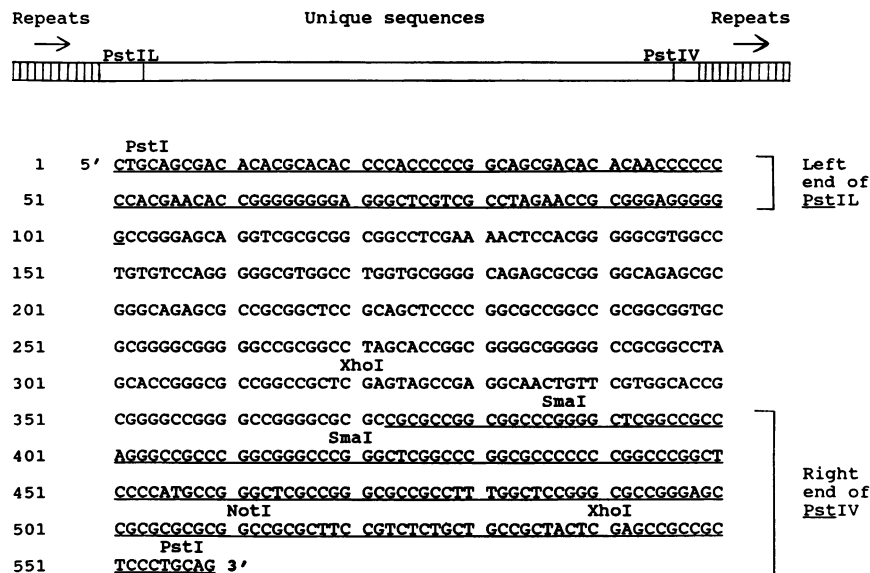 Repeats Unique sequences Repeats
PstIL PstIV
PstI
1 5′ CTGCAGCGAC ACACGCACAC CCCACCCCCG GCAGCGACAC ACAACCCCCC
51 CCACGAACAC CGGGGGGGGA GGGCTCGTCG CCTAGAACCG CGGGAGGGGG
101 GCCGGGAGCA GGTCGCGCGG CGGCCTCGAA AACTCCACGG GGGCGTGGCC
151 TGTGTCCAGG GGGCGTGGCC TGGTGCGGGG CAGAGCGCGG GGCAGAGCGC
201 GGGCAGAGCG CCGCGGCTCC GCAGCTCCCC GGCGCCGGCC GCGGCGGTGC
251 GCGGGGCGGG GGCCGCGGCC TAGCACCGGC GGGGCGGGGG CCGCGGCCTA
XhoI
301 GCACCGGGCG CCGGCCGCTC GAGTAGCCGA GGCAACTGTT CGTGGCACCG
SmaI
351 CGGGGCCGGG GCCGGGGCGC GCCGCGCCGG CGGCCCGGGG CTCGGCCGCC
SmaI
401 AGGGCCGCCC GGCGGGCCCG GGCTCGGCCC GGCGCCCCCC CGGCCCGGCT
451 CCCCATGCCG GGCTCGCCGG GCGCCGCCTT TGGCTCCGGG CGCCGGGAGC
NotI XhoI
501 CGCGCGCGCG GCCGCGCTTC CGTCTCTGCT GCCGCTACTC GAGCCGCCGC
PstI
551 TCCCTGCAG 3′
Left
end of
PstIL
Right
end of
PstIV